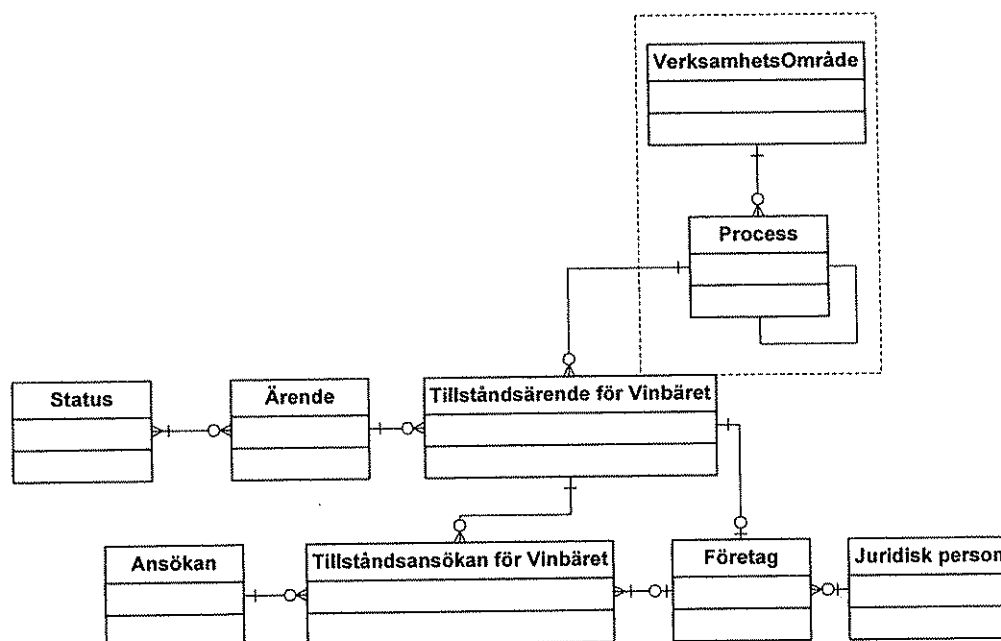 VerksamhetsOmråde
Process
Status
Ärende
Tillståndsärende för Vinbäret
Ansökan
Tillståndsansökan för Vinbäret
Företag
Juridisk person